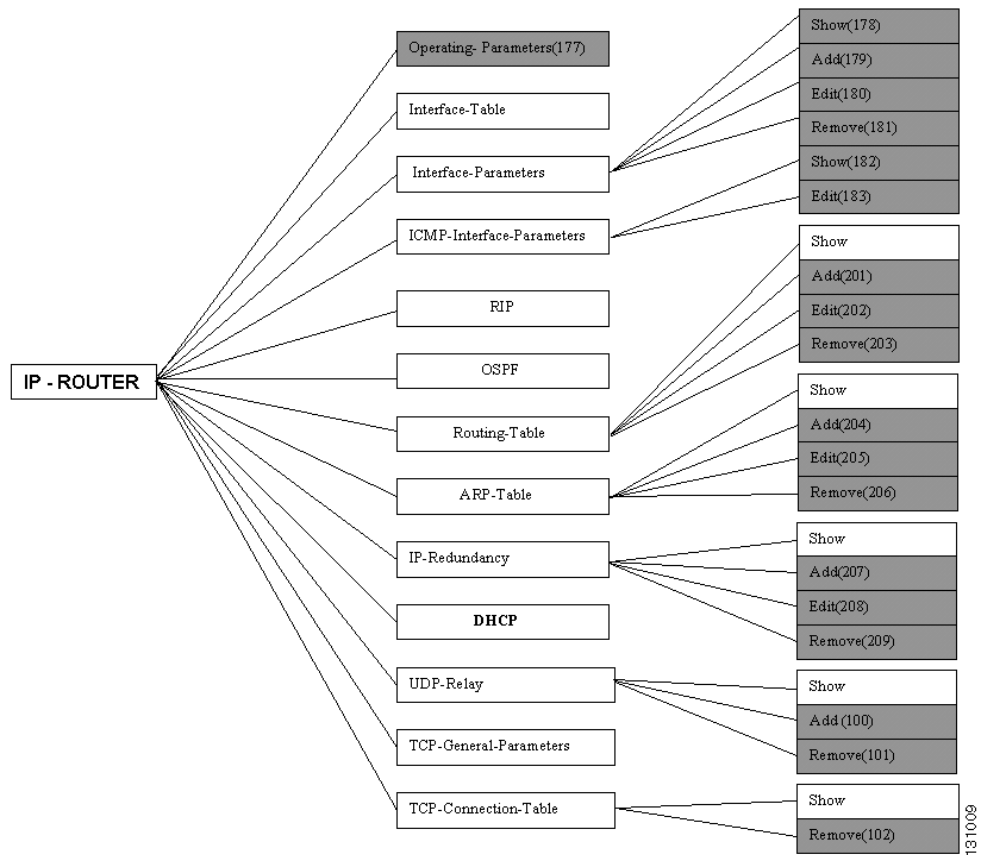 IP - ROUTER
Operating- Parameters(177)
Interface-Table
Interface-Parameters
ICMP-Interface-Parameters
RIP
OSPF
Routing-Table
ARP-Table
IP-Redundancy
DHCP
UDP-Relay
TCP-General-Parameters
TCP-Connection-Table
Show(178)
Add(179)
Edit(180)
Remove(181)
Show(182)
Edit(183)
Show
Add(201)
Edit(202)
Remove(203)
Show
Add(204)
Edit(205)
Remove(206)
Show
Add(207)
Edit(208)
Remove(209)
Show
Add (100)
Remove(101)
Show
Remove(102)
131009